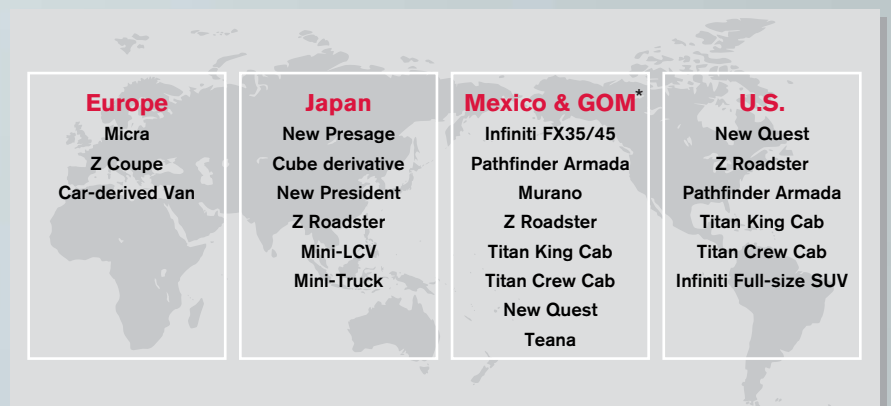 Europe
Micra
Z Coupe
Car-derived Van
Japan
New Presage
Cube derivative
New President
Z Roadster
Mini-LCV
Mini-Truck
Mexico & GOM*
Infiniti FX35/45
Pathfinder Armada
Murano
Z Roadster
Titan King Cab
Titan Crew Cab
New Quest
Teana
U.S.
New Quest
Z Roadster
Pathfinder Armada
Titan King Cab
Titan Crew Cab
Infiniti Full-size SUV